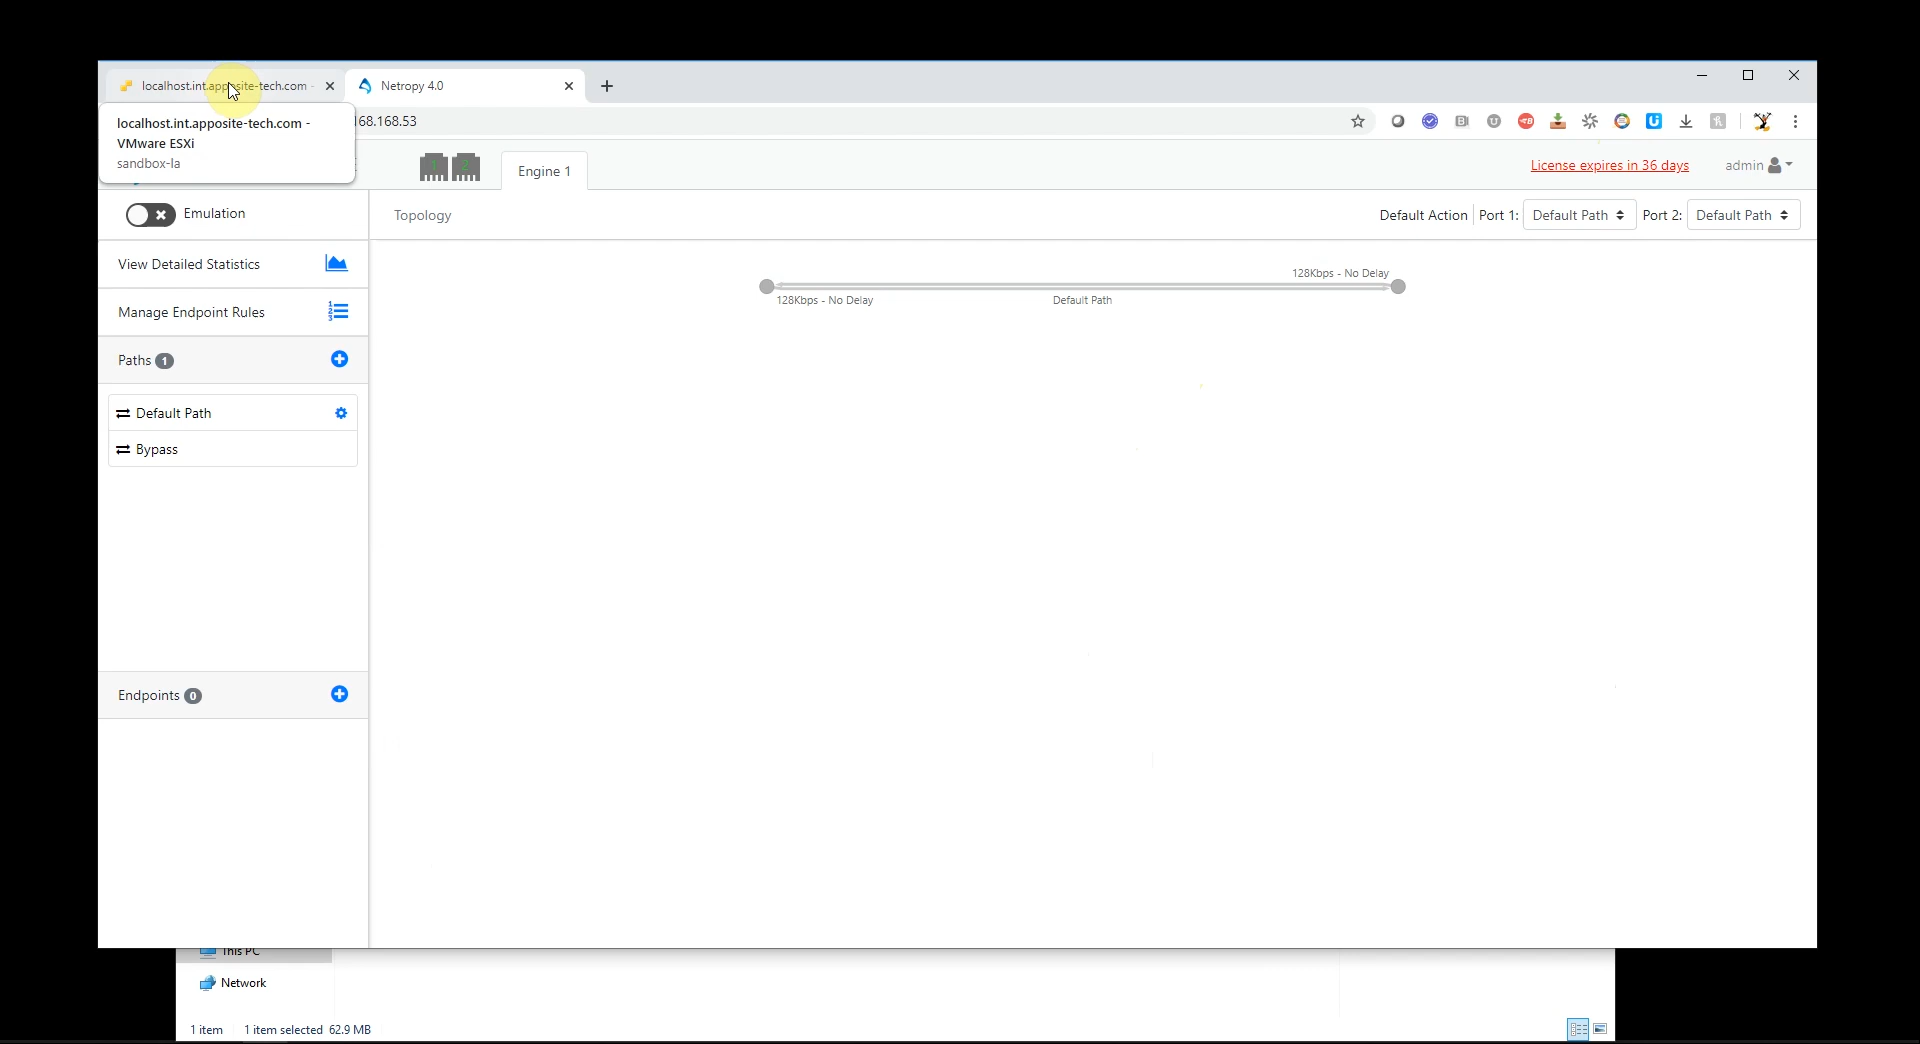 localhost.int.apposite-tech.com -
Netropy 4.0
localhost.int.apposite-tech.com -
VMware ESXi
sandbox-la
168.168.53
1 2
Engine 1
License expires in 36 days
admin
Emulation
Topology
Default Action
Port 1:
Default Path
Port 2:
Default Path
View Detailed Statistics
128Kbps - No Delay
128Kbps - No Delay
Default Path
Manage Endpoint Rules
Paths 1
Default Path
Bypass
Endpoints 0
This PC
Network
1 item
1 item selected 62.9 MB